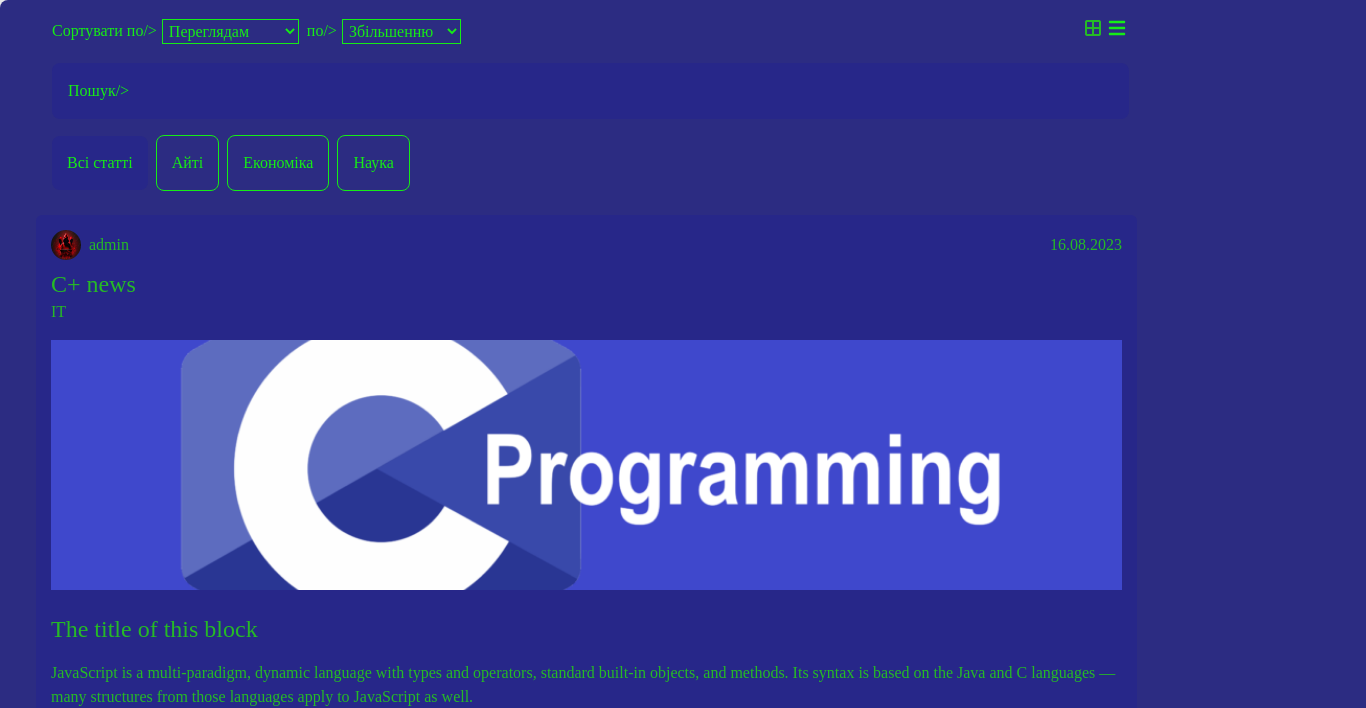 Сортувати по/> Переглядам по/> Збільшенню
Пошук/>
Всі статті Айті Економіка Наука
admin 16.08.2023
C+ news
IT
Programming
The title of this block
JavaScript is a multi-paradigm, dynamic language with types and operators, standard built-in objects, and methods. Its syntax is based on the Java and C languages —
many structures from those languages apply to JavaScript as well.